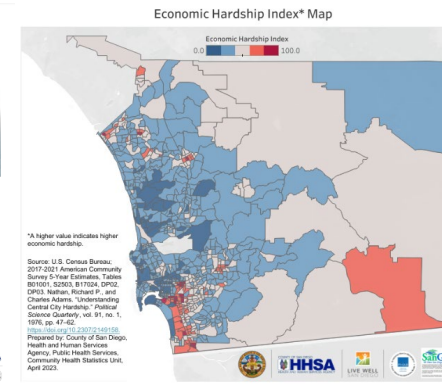 Economic Hardship Index* Map
Economic Hardship Index
0.0 100.0
*A higher value indicates higher
economic hardship.
Source: U.S. Census Bureau;
2017-2021 American Community
Survey 5-Year Estimates, Tables
B01001, S2503, B17024, DP02,
DP03. Nathan, Richard P., and
Charles Adams. "Understanding
Central City Hardship." Political
Science Quarterly, vol. 91, no. 1,
1976, pp. 47–62.
https://doi.org/10.2307/2149158.
Prepared by: County of San Diego,
Health and Human Services
Agency, Public Health Services,
Community Health Statistics Unit,
April 2023.
HHSA
LIVE WELL